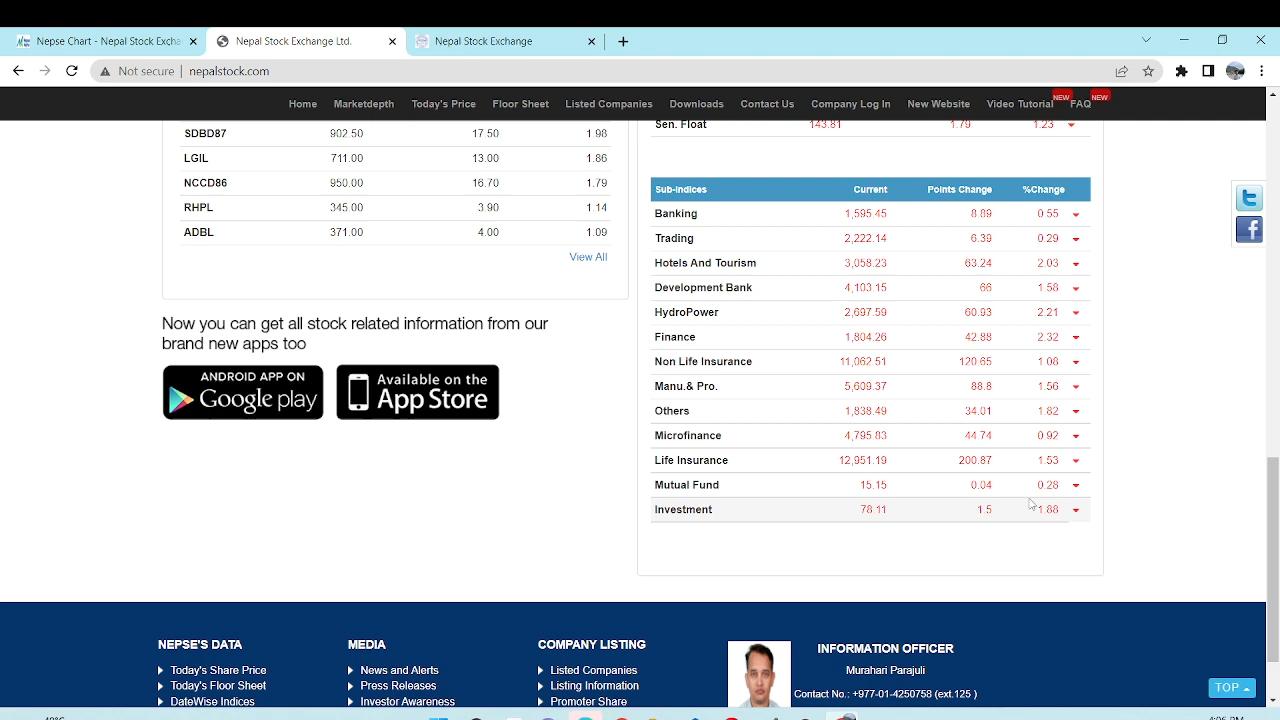 Nepse Chart - Nepal Stock Excha
Nepal Stock Exchange Ltd.
Nepal Stock Exchange
Not secure | nepalstock.com
Home Marketdepth Today's Price Floor Sheet Listed Companies Downloads Contact Us Company Log In New Website Video Tutorial NEW FAQ NEW
SDBD87 902.50 17.50 1.98
LGIL 711.00 13.00 1.86
NCCD86 950.00 16.70 1.79
RHPL 345.00 3.90 1.14
ADBL 371.00 4.00 1.09
View All
Now you can get all stock related information from our
brand new apps too
ANDROID APP ON
Google play
Available on the
App Store
Sen. Float 143.81 1.79 1.23
Sub-Indices Current Points Change %Change
Banking 1,595.45 8.89 0.55
Trading 2,222.14 6.39 0.29
Hotels And Tourism 3,058.23 63.24 2.03
Development Bank 4,103.15 66 1.58
HydroPower 2,697.59 60.93 2.21
Finance 1,804.26 42.88 2.32
Non Life Insurance 11,062.51 120.65 1.08
Manu.& Pro. 5,609.37 88.8 1.56
Others 1,838.49 34.01 1.82
Microfinance 4,795.83 44.74 0.92
Life Insurance 12,951.19 200.87 1.53
Mutual Fund 15.15 0.04 0.28
Investment 78.11 1.5 1.88
NEPSE'S DATA
Today's Share Price
Today's Floor Sheet
DateWise Indices
MEDIA
News and Alerts
Press Releases
Investor Awareness
COMPANY LISTING
Listed Companies
Listing Information
Promoter Share
INFORMATION OFFICER
Murahari Parajuli
Contact No.: +977-01-4250758 (ext.125 )
TOP